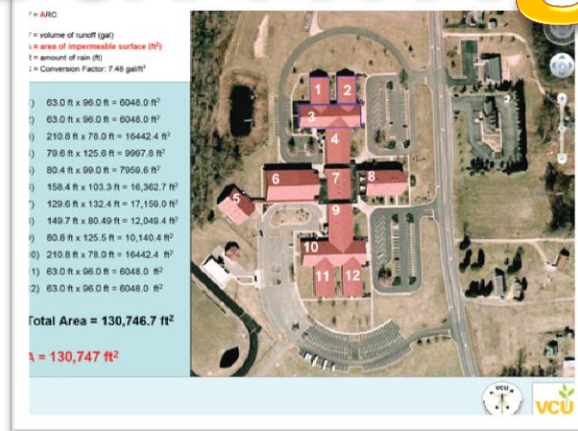 = ARC
= volume of runoff (gal)
= area of impermeable surface (ft²)
= amount of rain (ft)
= Conversion Factor: 7.48 gal/ft³
) 63.0 ft x 96.0 ft = 6048.0 ft²
) 63.0 ft x 96.0 ft = 6048.0 ft²
) 210.8 ft x 78.0 ft = 16442.4 ft²
) 79.6 ft x 125.6 ft = 9997.8 ft²
) 80.4 ft x 99.0 ft = 7959.6 ft²
) 158.4 ft x 103.3 ft = 16,362.7 ft²
) 129.6 ft x 132.4 ft = 17,159.0 ft²
) 149.7 ft x 80.49 ft = 12,049.4 ft²
) 80.8 ft x 125.5 ft = 10,140.4 ft²
0) 210.8 ft x 78.0 ft = 16442.4 ft²
1) 63.0 ft x 96.0 ft = 6048.0 ft²
2) 63.0 ft x 96.0 ft = 6048.0 ft²
Total Area = 130,746.7 ft²
A = 130,747 ft²
1 2
3
4
6 7 8
5
9
10
11 12
VCU
VCU